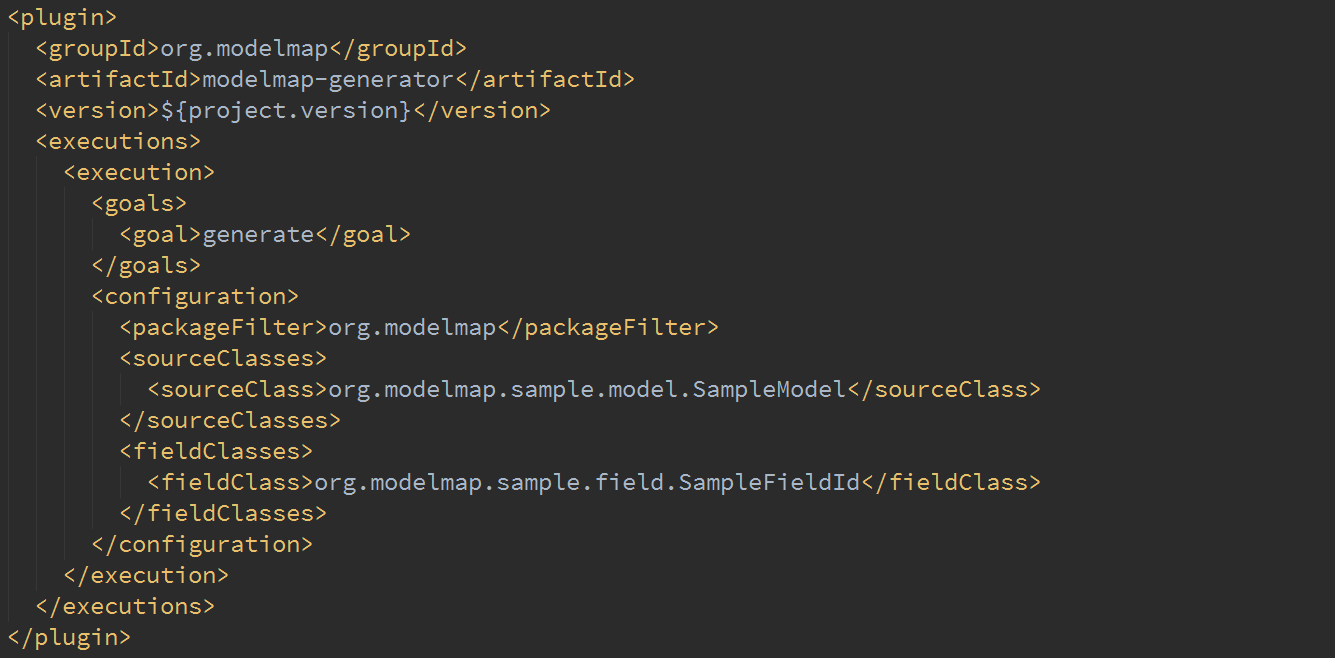 <plugin>
  <groupId>org.modelmap</groupId>
  <artifactId>modelmap-generator</artifactId>
  <version>${project.version}</version>
  <executions>
    <execution>
      <goals>
        <goal>generate</goal>
      </goals>
      <configuration>
        <packageFilter>org.modelmap</packageFilter>
        <sourceClasses>
          <sourceClass>org.modelmap.sample.model.SampleModel</sourceClass>
        </sourceClasses>
        <fieldClasses>
          <fieldClass>org.modelmap.sample.field.SampleFieldId</fieldClass>
        </fieldClasses>
      </configuration>
    </execution>
  </executions>
</plugin>